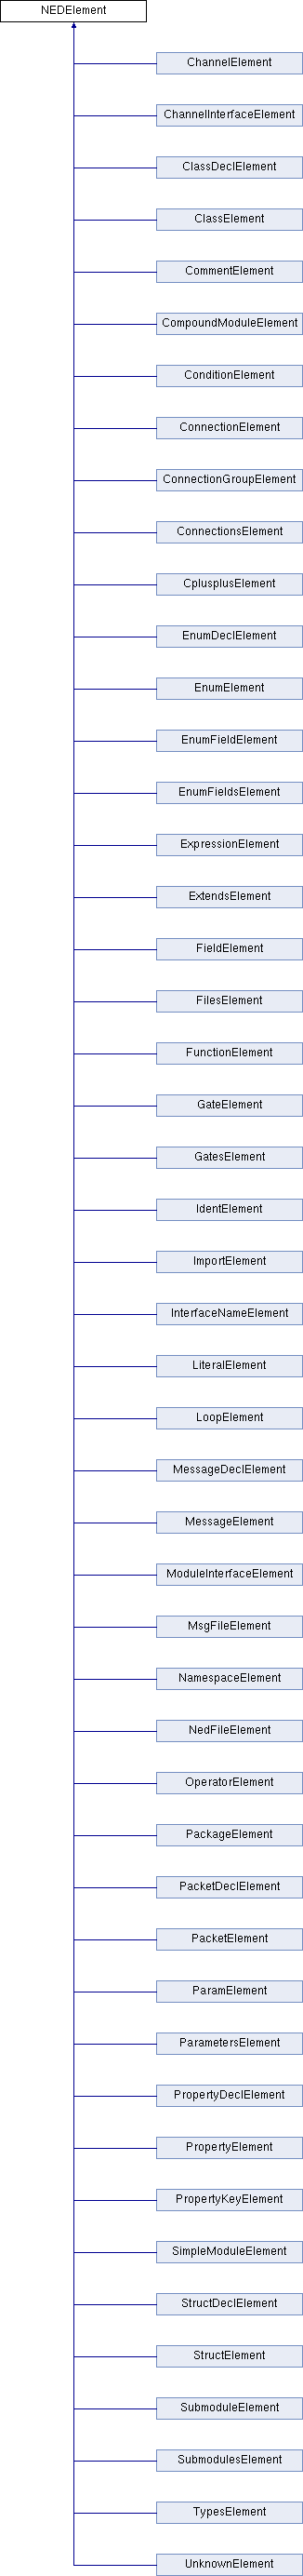 NEDElement
ChannelElement
ChannelInterfaceElement
ClassDeclElement
ClassElement
CommentElement
CompoundModuleElement
ConditionElement
ConnectionElement
ConnectionGroupElement
ConnectionsElement
CplusplusElement
EnumDeclElement
EnumElement
EnumFieldElement
EnumFieldsElement
ExpressionElement
ExtendsElement
FieldElement
FilesElement
FunctionElement
GateElement
GatesElement
IdentElement
ImportElement
InterfaceNameElement
LiteralElement
LoopElement
MessageDeclElement
MessageElement
ModuleInterfaceElement
MsgFileElement
NamespaceElement
NedFileElement
OperatorElement
PackageElement
PacketDeclElement
PacketElement
ParamElement
ParametersElement
PropertyDeclElement
PropertyElement
PropertyKeyElement
SimpleModuleElement
StructDeclElement
StructElement
SubmoduleElement
SubmodulesElement
TypesElement
UnknownElement